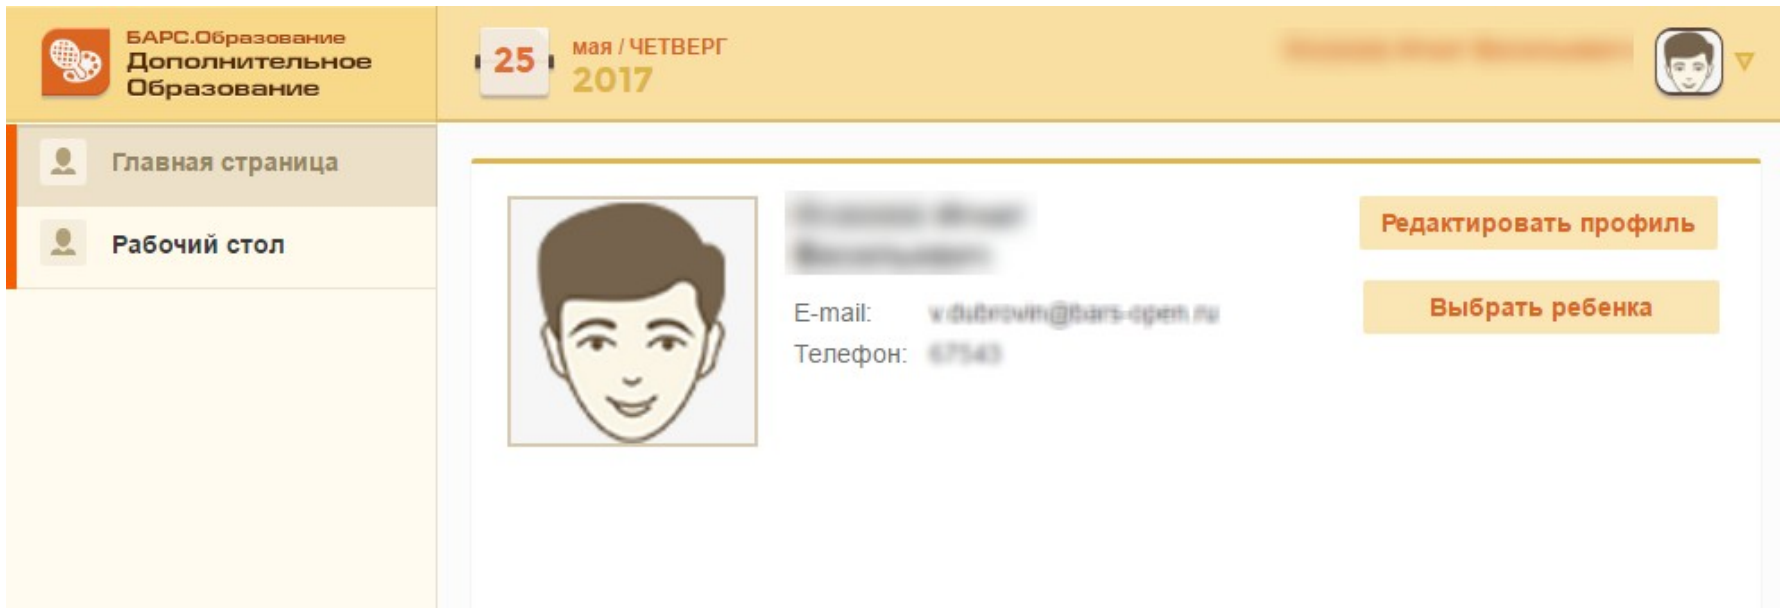 БАРС.Образование
Дополнительное
Образование
25
мая / ЧЕТВЕРГ
2017
Главная страница
Рабочий стол
Редактировать профиль
Выбрать ребенка
E-mail:
Телефон: